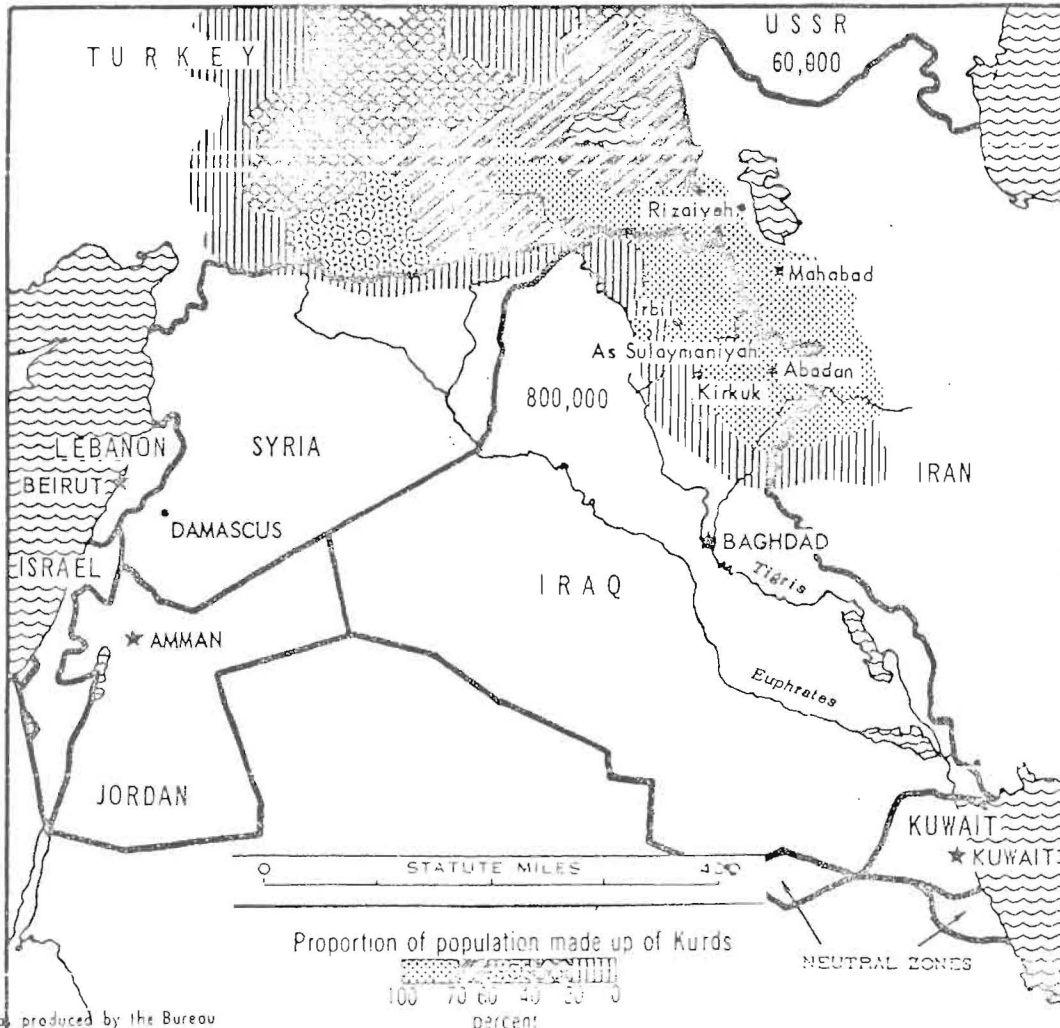 USSR
60,000
TURKEY
Rizaiyeh
Mahabad
Irbil
As Sulaymaniyah
Abadan
Kirkuk
800,000
LEBANON
SYRIA
IRAN
BEIRUT
DAMASCUS
BAGHDAD
ISRAEL
IRAQ
Tigris
AMMAN
Euphrates
JORDAN
KUWAIT
KUWAIT
0 STATUTE MILES 400
Proportion of population made up of Kurds
NEUTRAL ZONES
100 70 60 40 20 0
percent
produced by the Bureau